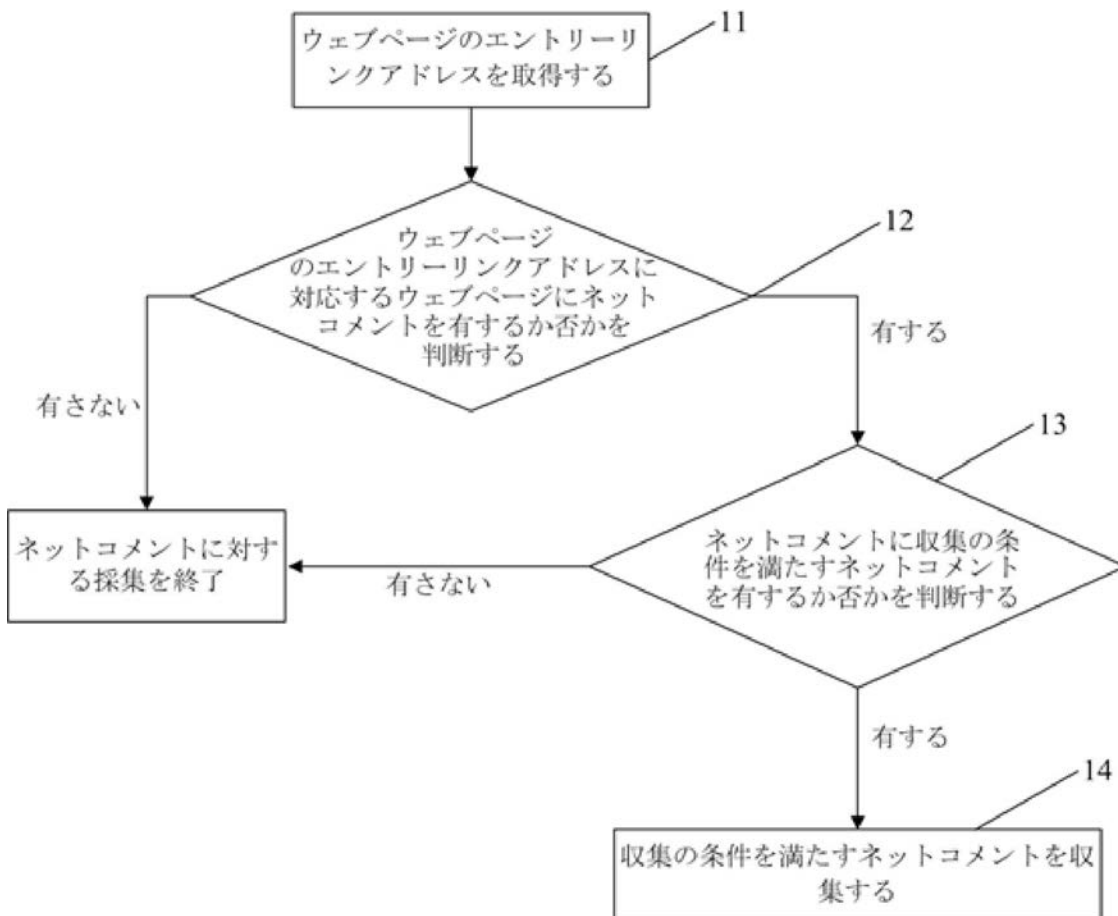 ウェブページのエントリーリ
ンクアドレスを取得する
11
ウェブページ
のエントリーリンクアドレスに
対応するウェブページにネット
コメントを有するか否かを
判断する
12
有する
有さない
13
ネットコメントに収集の条
件を満たすネットコメント
を有するか否かを判断する
ネットコメントに対す
る採集を終了
有さない
有する
14
収集の条件を満たすネットコメントを収
集する